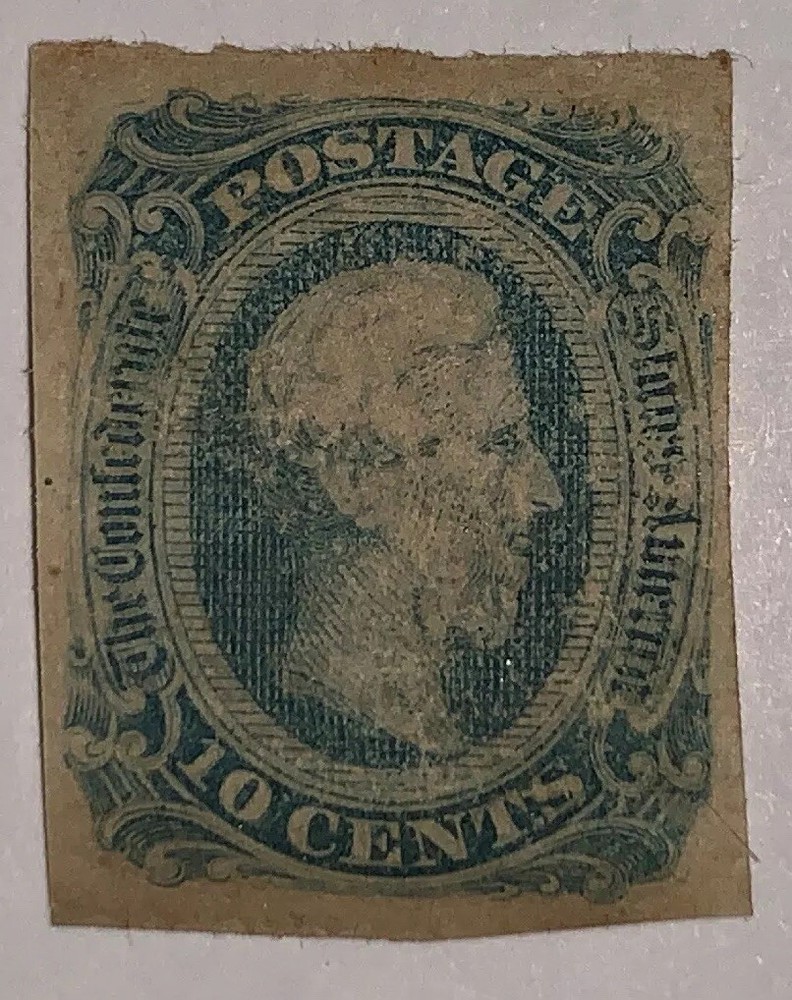 POSTAGE
The Confederate
States of America
10 CENTS